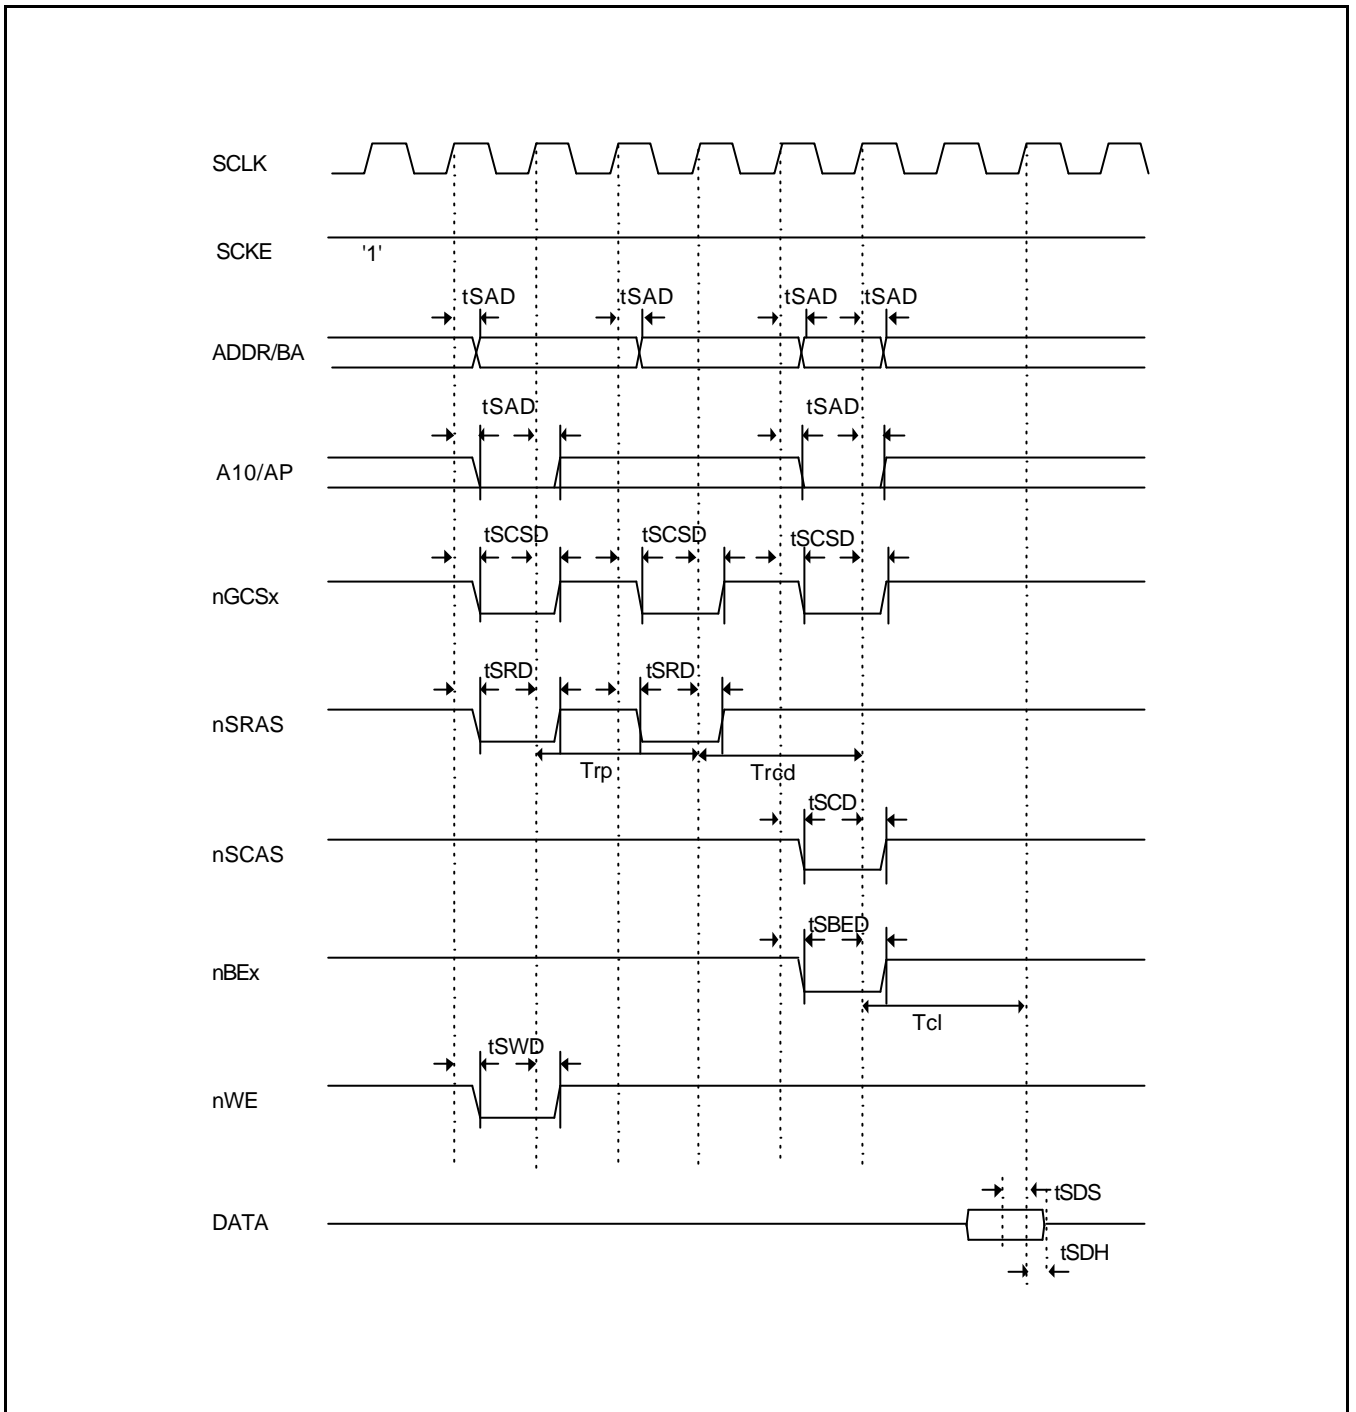 SCLK
SCKE '1'
tSAD tSAD tSAD tSAD
ADDR/BA
tSAD tSAD
A10/AP
tSCSD tSCSD tSCSD
nGCSx
tSRD tSRD
nSRAS
Trp Trcd
tSCD
nSCAS
tSBED
nBEx
Tcl
tSWD
nWE
tSDS
DATA
tSDH